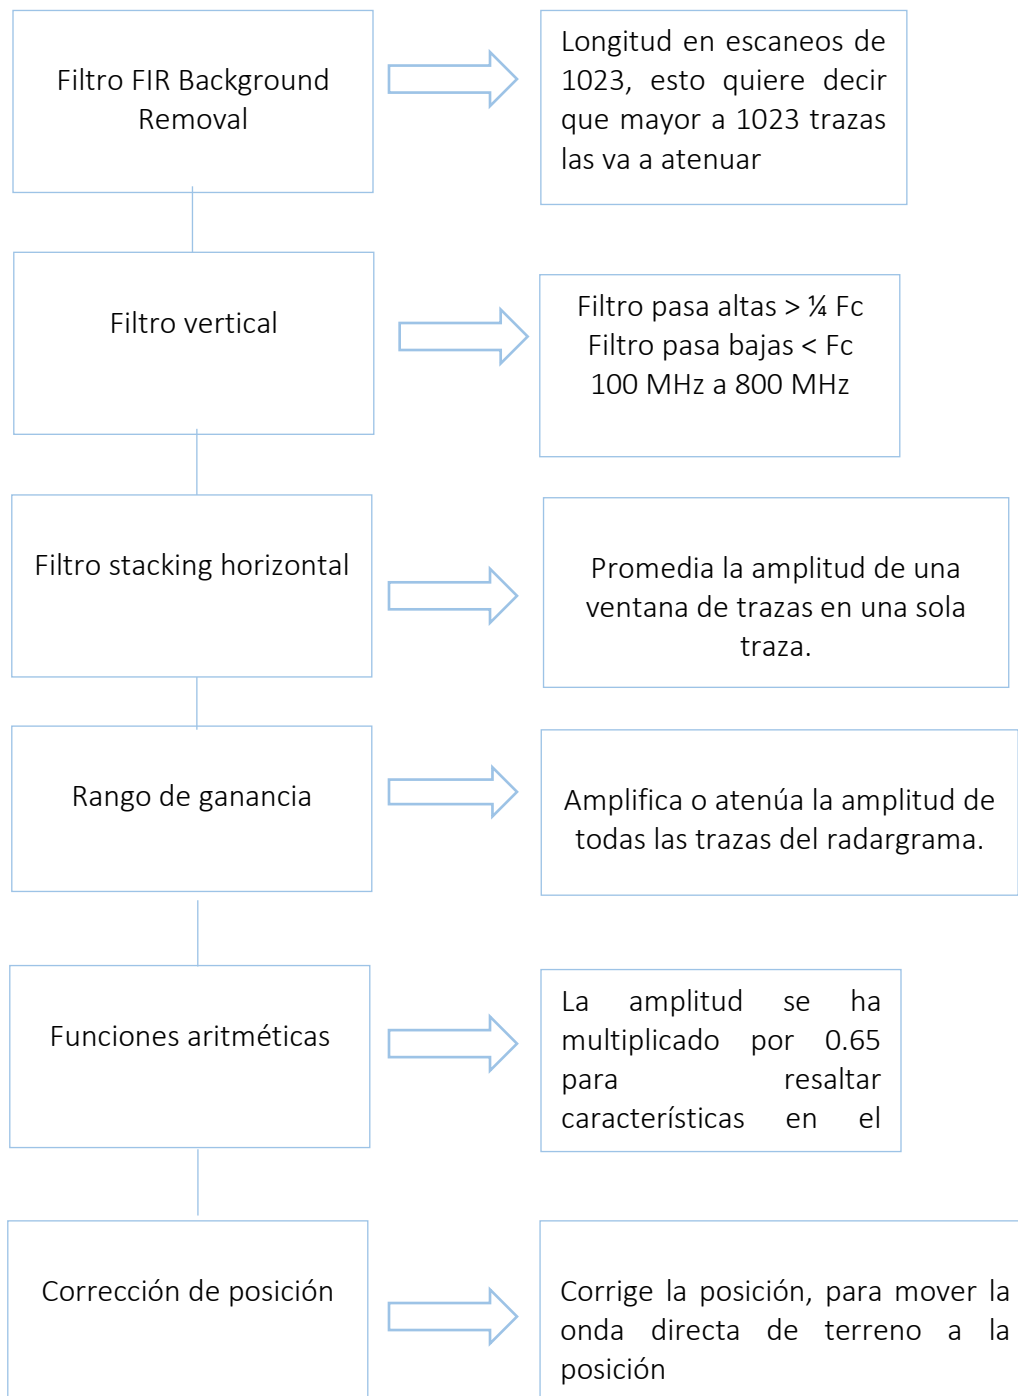 Filtro FIR Background
Removal
Longitud en escaneos de
1023, esto quiere decir
que mayor a 1023 trazas
las va a atenuar
Filtro vertical
Filtro pasa altas > ¼ Fc
Filtro pasa bajas < Fc
100 MHz a 800 MHz
Filtro stacking horizontal
Promedia la amplitud de una
ventana de trazas en una sola
traza.
Rango de ganancia
Amplifica o atenúa la amplitud de
todas las trazas del radargrama.
Funciones aritméticas
La amplitud se ha
multiplicado por 0.65
para resaltar
característícas en el
Corrección de posición
Corrige la posición, para mover la
onda directa de terreno a la
posición